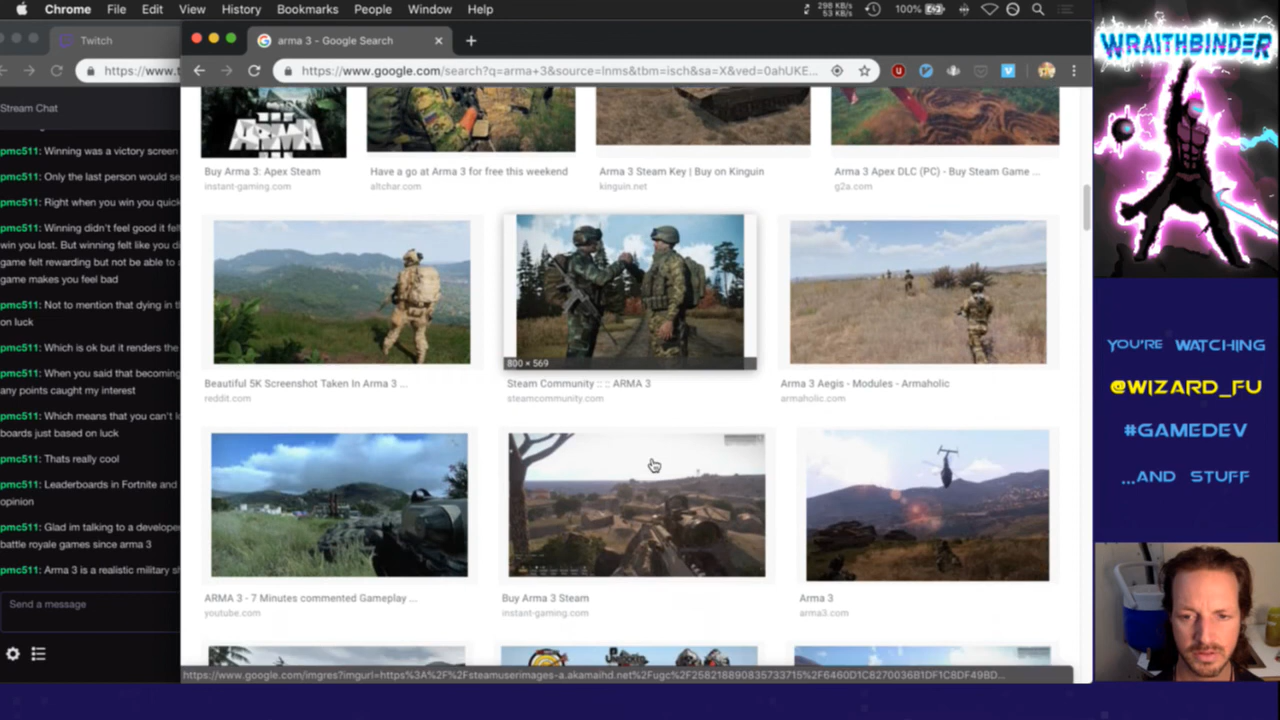 Chrome File Edit View History Bookmarks People Window Help
298 KB/s
53 KB/s
100%
Twitch
arma 3 - Google Search
https://www.t
https://www.google.com/search?q=arma+3&source=lnms&tbm=isch&sa=X&ved=0ahUKE...
Stream Chat
pmc511: Winning was a victory screen
pmc511: Only the last person would se
pmc511: Right when you win you quick
pmc511: Winning didn't feel good it fel
win you lost. But winning felt like you di
game felt rewarding but not be able to a
game makes you feel bad
pmc511: Not to mention that dying in t
on luck
pmc511: Which is ok but it renders the
pmc511: When you said that becoming
any points caught my interest
pmc511: Which means that you can't l
boards just based on luck
pmc511: Thats really cool
pmc511: Leaderboards in Fortnite and
opinion
pmc511: Glad im talking to a developer
battle royale games since arma 3
pmc511: Arma 3 is a realistic military s
Send a message
ARMA
Buy Arma 3: Apex Steam
instant-gaming.com
Have a go at Arma 3 for free this weekend
altchar.com
Arma 3 Steam Key | Buy on Kinguin
kinguin.net
Arma 3 Apex DLC (PC) - Buy Steam Game ...
g2a.com
800 × 569
Beautiful 5K Screenshot Taken In Arma 3 ...
reddit.com
Steam Community :: :: ARMA 3
steamcommunity.com
Arma 3 Aegis - Modules - Armaholic
armaholic.com
ARMA 3 - 7 Minutes commented Gameplay ...
youtube.com
Buy Arma 3 Steam
instant-gaming.com
Arma 3
arma3.com
WRAITHBINDER
YOU'RE WATCHING
@WIZARD_FU
#GAMEDEV
...AND STUFF